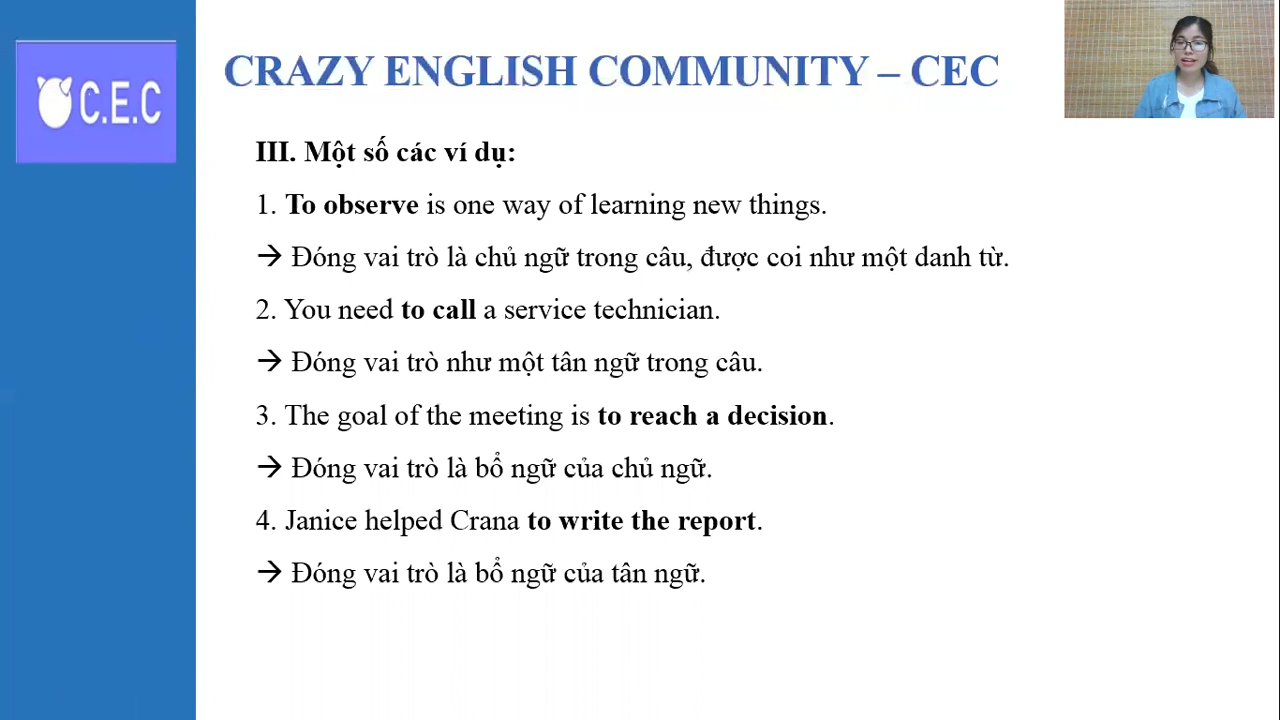 C.E.C
CRAZY ENGLISH COMMUNITY – CEC
III. Một số các ví dụ:
1. To observe is one way of learning new things.
→ Đóng vai trò là chủ ngữ trong câu, được coi như một danh từ.
2. You need to call a service technician.
→ Đóng vai trò như một tân ngữ trong câu.
3. The goal of the meeting is to reach a decision.
→ Đóng vai trò là bổ ngữ của chủ ngữ.
4. Janice helped Crana to write the report.
→ Đóng vai trò là bổ ngữ của tân ngữ.